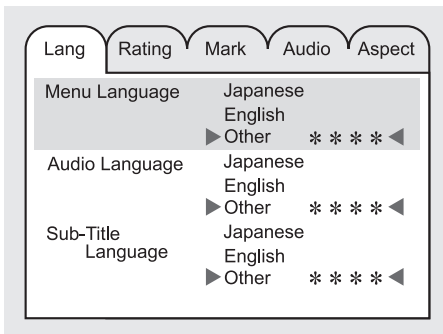 Lang Rating Mark Audio Aspect
Menu Language Japanese
English
▶Other ＊＊＊＊◀
Audio Language Japanese
English
▶Other ＊＊＊＊◀
Sub-Title Japanese
Language English
▶Other ＊＊＊＊◀